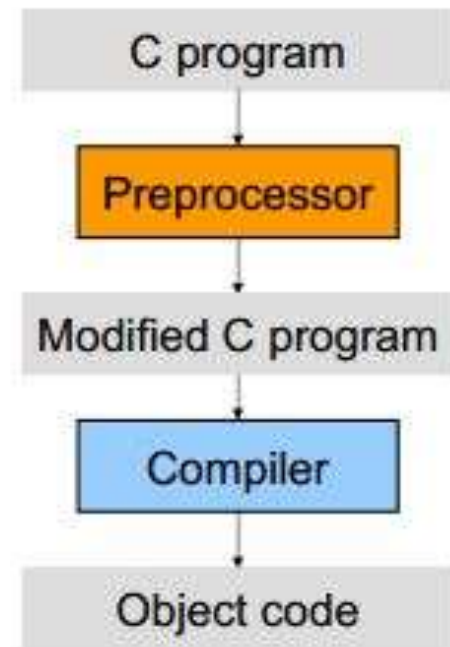 C program
Preprocessor
Modified C program
Compiler
Object code